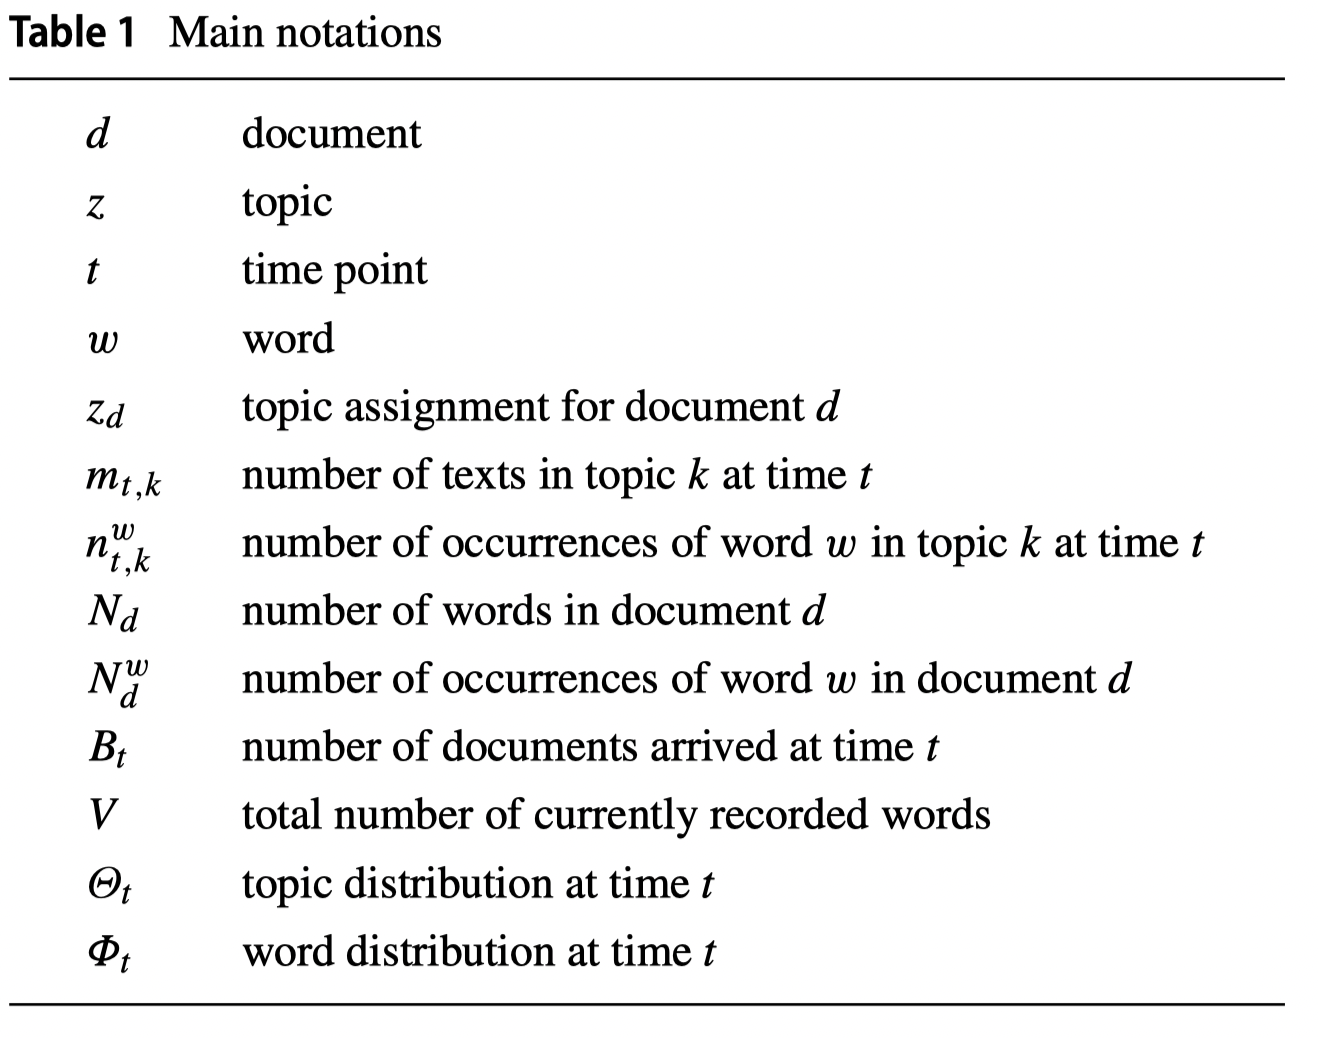 Table 1 Main notations
d document
z topic
t time point
w word
z_d topic assignment for document d
m_{t,k} number of texts in topic k at time t
n_{t,k}^w number of occurrences of word w in topic k at time t
N_d number of words in document d
N_d^w number of occurrences of word w in document d
B_t number of documents arrived at time t
V total number of currently recorded words
Θ_t topic distribution at time t
Φ_t word distribution at time t